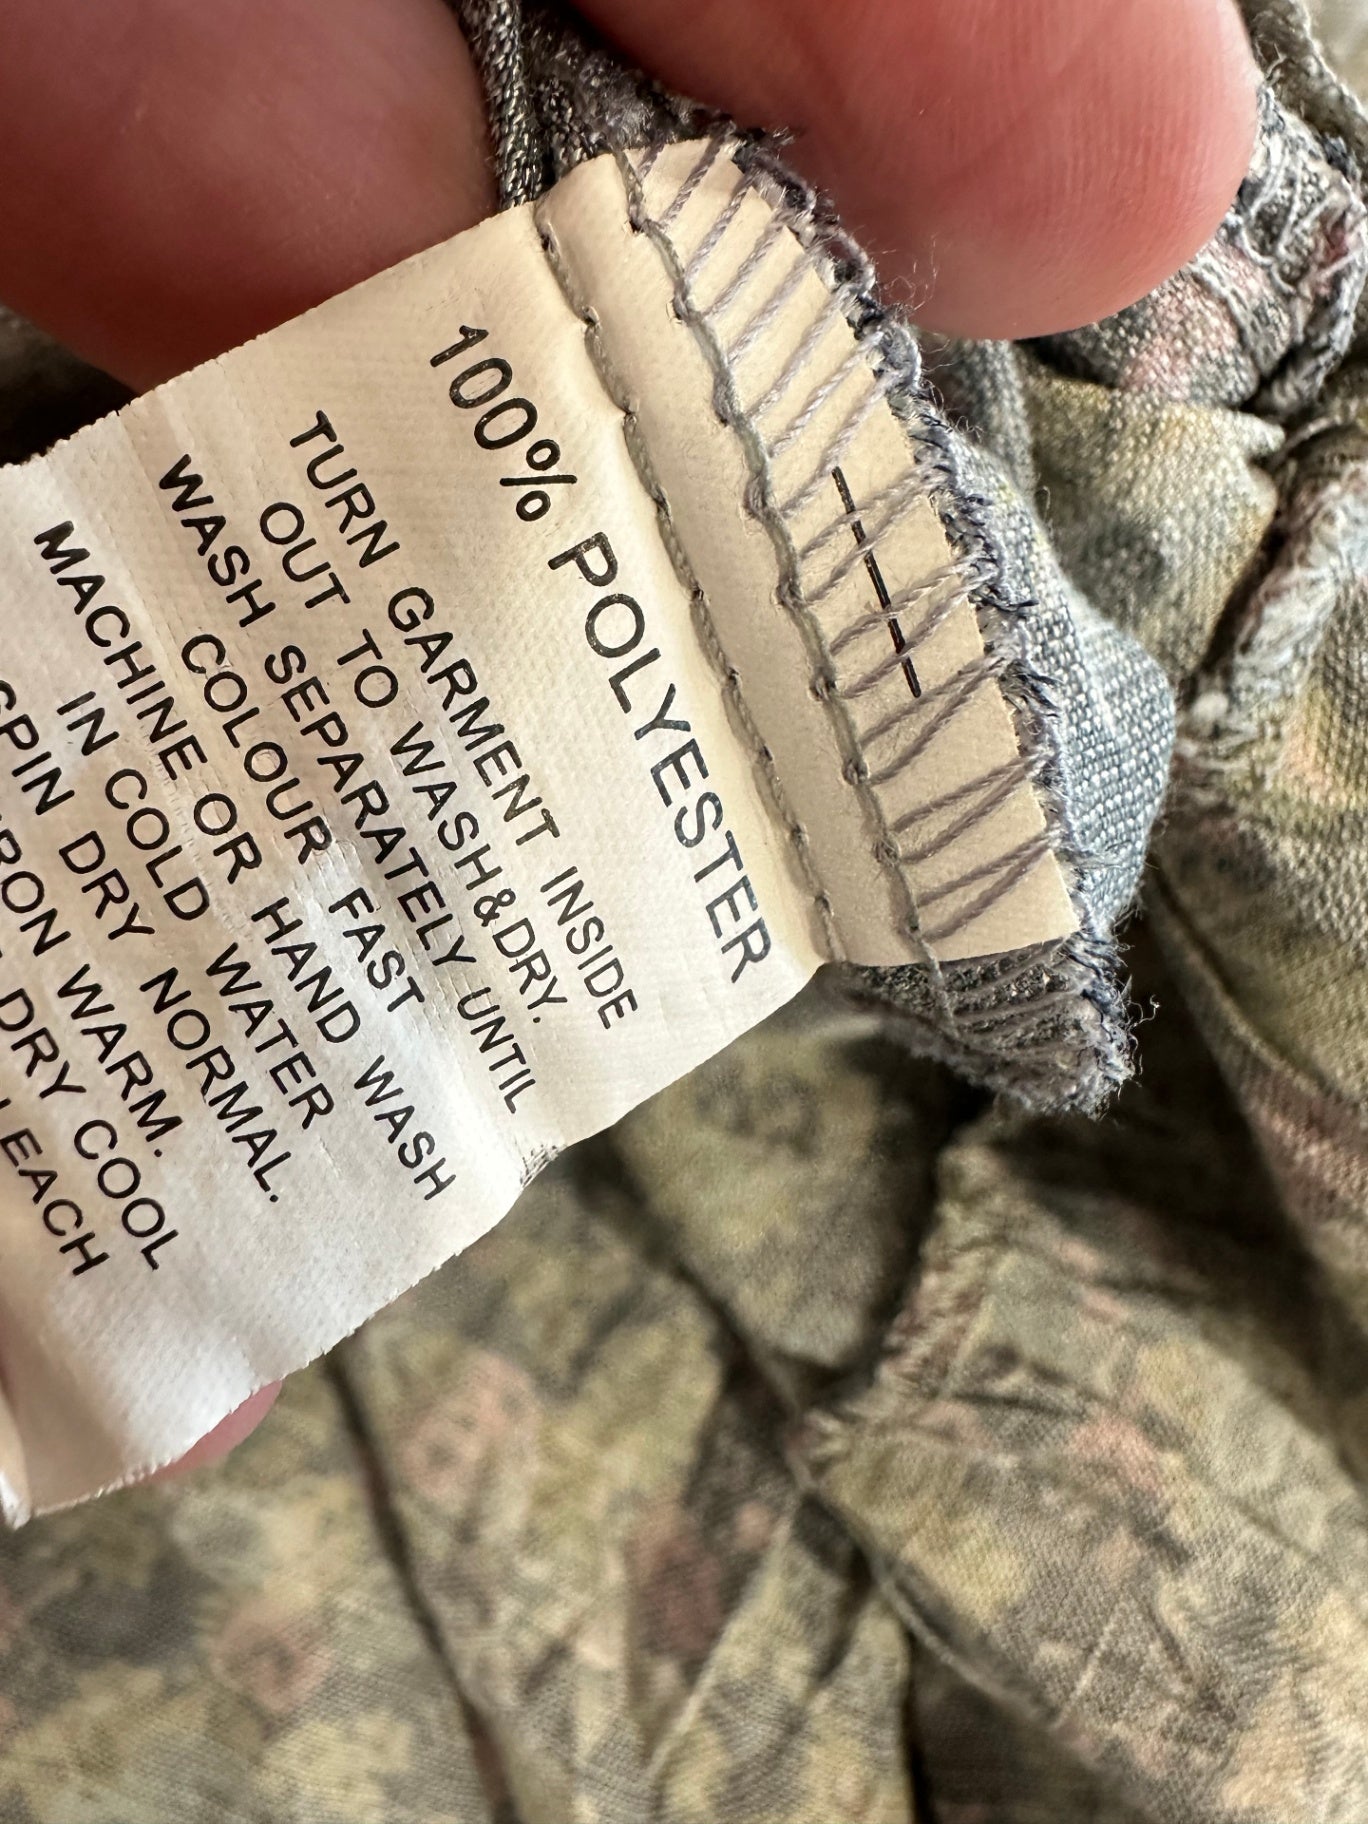 100% POLYESTER
TURN GARMENT INSIDE
OUT TO WASH&DRY.
WASH SEPARATELY UNTIL
COLOUR FAST
MACHINE OR HAND WASH
IN COLD WATER
SPIN DRY NORMAL.
WARM.
DRY COOL